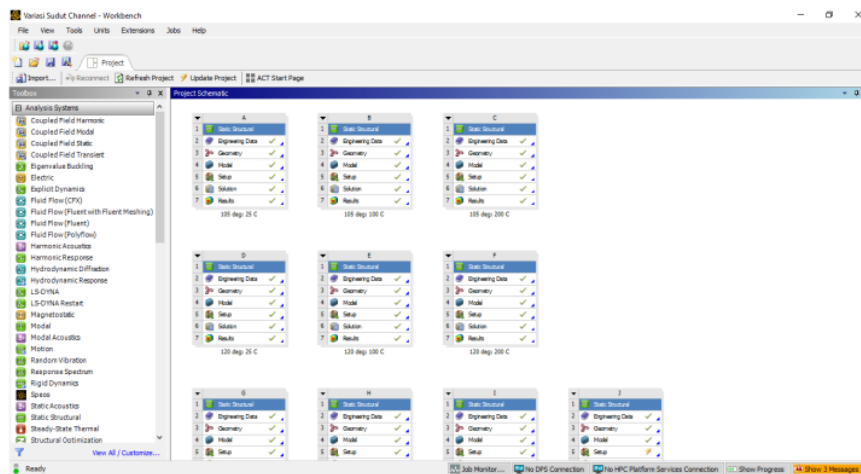 Variasi Sudut Channel - Workbench
File View Tools Units Extensions Jobs Help
Project
Import... Reconnect Refresh Project Update Project ACT Start Page
Toolbox
Project Schematic
Analysis Systems
Coupled Field Harmonic
Coupled Field Modal
Coupled Field Static
Coupled Field Transient
Eigenvalue Buckling
Electric
Explicit Dynamics
Fluid Flow (CFX)
Fluid Flow (Fluent with Fluent Meshing)
Fluid Flow (Fluent)
Fluid Flow (Polyflow)
Harmonic Acoustics
Harmonic Response
Hydrodynamic Diffraction
Hydrodynamic Response
LS-DYNA
LS-DYNA Restart
Magnetostatic
Modal
Modal Acoustics
Motion
Random Vibration
Response Spectrum
Rigid Dynamics
Speos
Static Acoustics
Static Structural
Steady-State Thermal
Structural Optimization
View All / Customize...
A
1 Static Structural
2 Engineering Data
3 Geometry
4 Model
5 Setup
6 Solution
7 Results
105 deg; 25 C
B
1 Static Structural
2 Engineering Data
3 Geometry
4 Model
5 Setup
6 Solution
7 Results
105 deg; 100 C
C
1 Static Structural
2 Engineering Data
3 Geometry
4 Model
5 Setup
6 Solution
7 Results
105 deg; 200 C
D
1 Static Structural
2 Engineering Data
3 Geometry
4 Model
5 Setup
6 Solution
7 Results
120 deg; 25 C
E
1 Static Structural
2 Engineering Data
3 Geometry
4 Model
5 Setup
6 Solution
7 Results
120 deg; 100 C
F
1 Static Structural
2 Engineering Data
3 Geometry
4 Model
5 Setup
6 Solution
7 Results
120 deg; 200 C
G
1 Static Structural
2 Engineering Data
3 Geometry
4 Model
5 Setup
H
1 Static Structural
2 Engineering Data
3 Geometry
4 Model
5 Setup
I
1 Static Structural
2 Engineering Data
3 Geometry
4 Model
5 Setup
J
1 Static Structural
2 Engineering Data
3 Geometry
4 Model
5 Setup
Ready
Job Monitor... No DPS Connection No HPC Platform Services Connection Show Progress Show 3 Messages